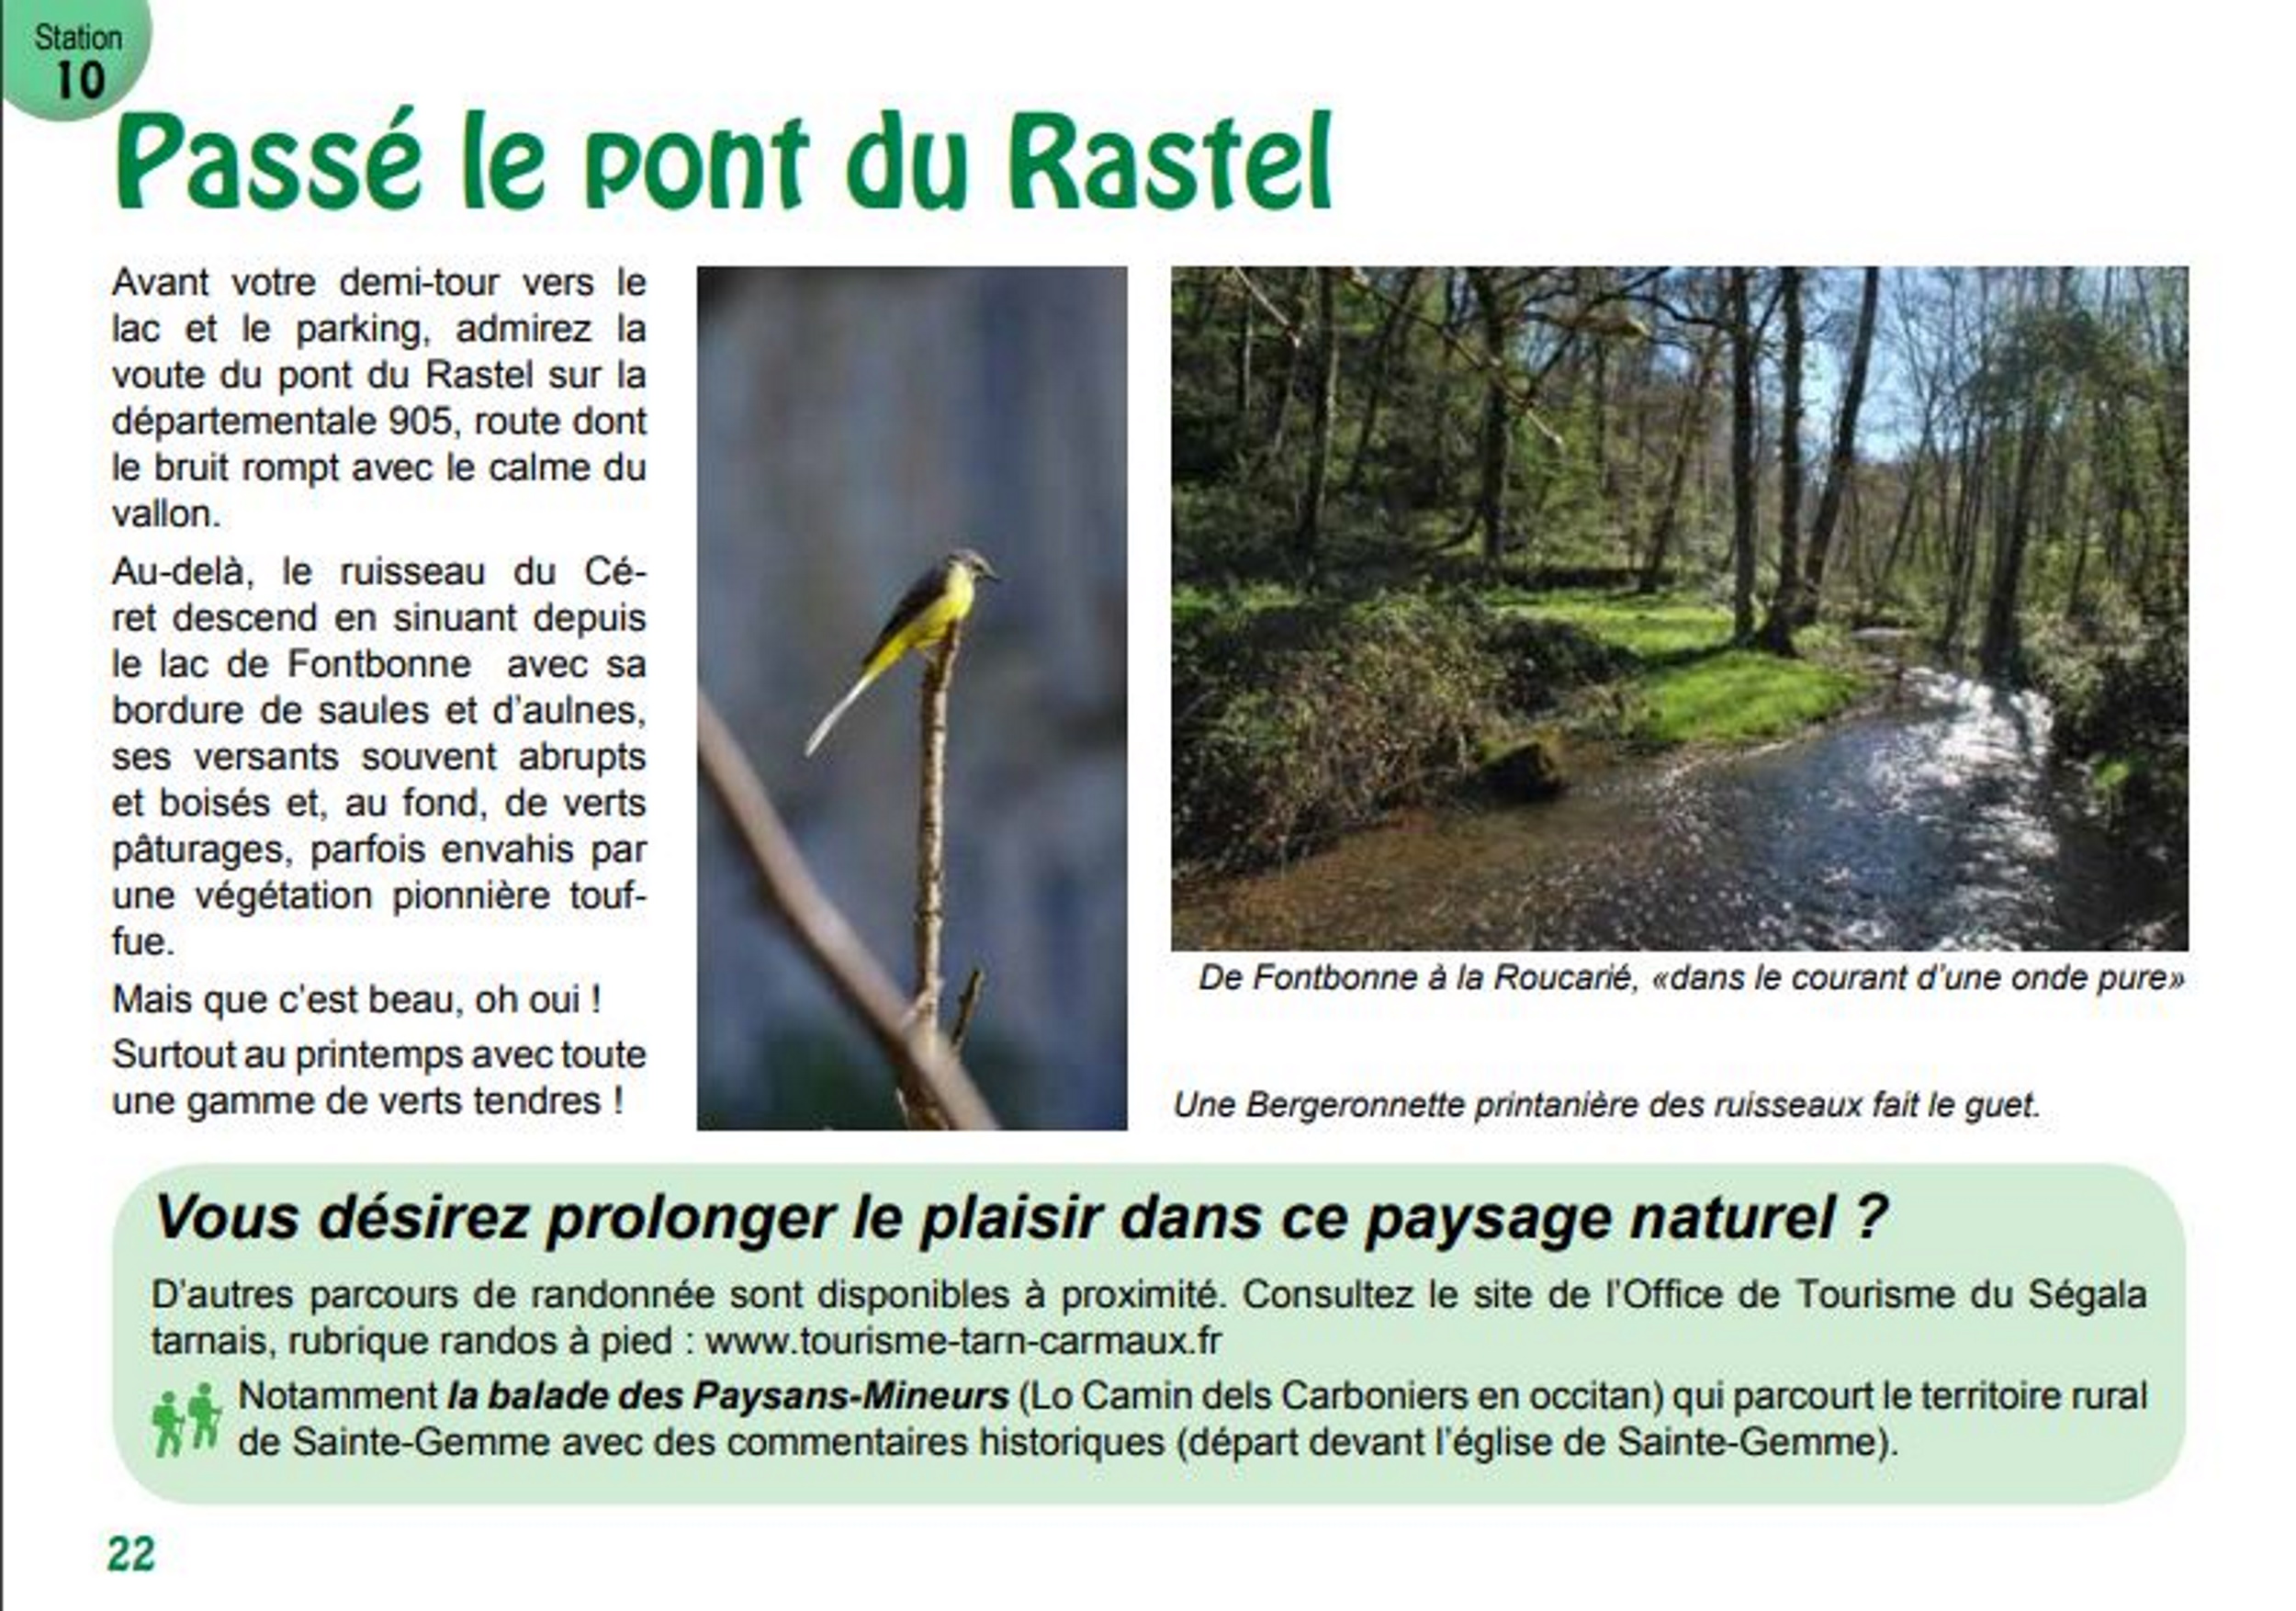 Station
10
Passé le pont du Rastel
Avant votre demi-tour vers le
lac et le parking, admirez la
voute du pont du Rastel sur la
départementale 905, route dont
le bruit rompt avec le calme du
vallon.
Au-delà, le ruisseau du Cé-
ret descend en sinuant depuis
le lac de Fontbonne avec sa
bordure de saules et d'aulnes,
ses versants souvent abrupts
et boisés et, au fond, de verts
pâturages, parfois envahis par
une végétation pionnière touf-
fue.
Mais que c'est beau, oh oui !
Surtout au printemps avec toute
une gamme de verts tendres !
De Fontbonne à la Roucarié, «dans le courant d'une onde pure»
Une Bergeronnette printanière des ruisseaux fait le guet.
Vous désirez prolonger le plaisir dans ce paysage naturel ?
D'autres parcours de randonnée sont disponibles à proximité. Consultez le site de l'Office de Tourisme du Ségala
tarnais, rubrique randos à pied : www.tourisme-tarn-carmaux.fr
Notamment la balade des Paysans-Mineurs (Lo Camin dels Carboniers en occitan) qui parcourt le territoire rural
de Sainte-Gemme avec des commentaires historiques (départ devant l'église de Sainte-Gemme).
22